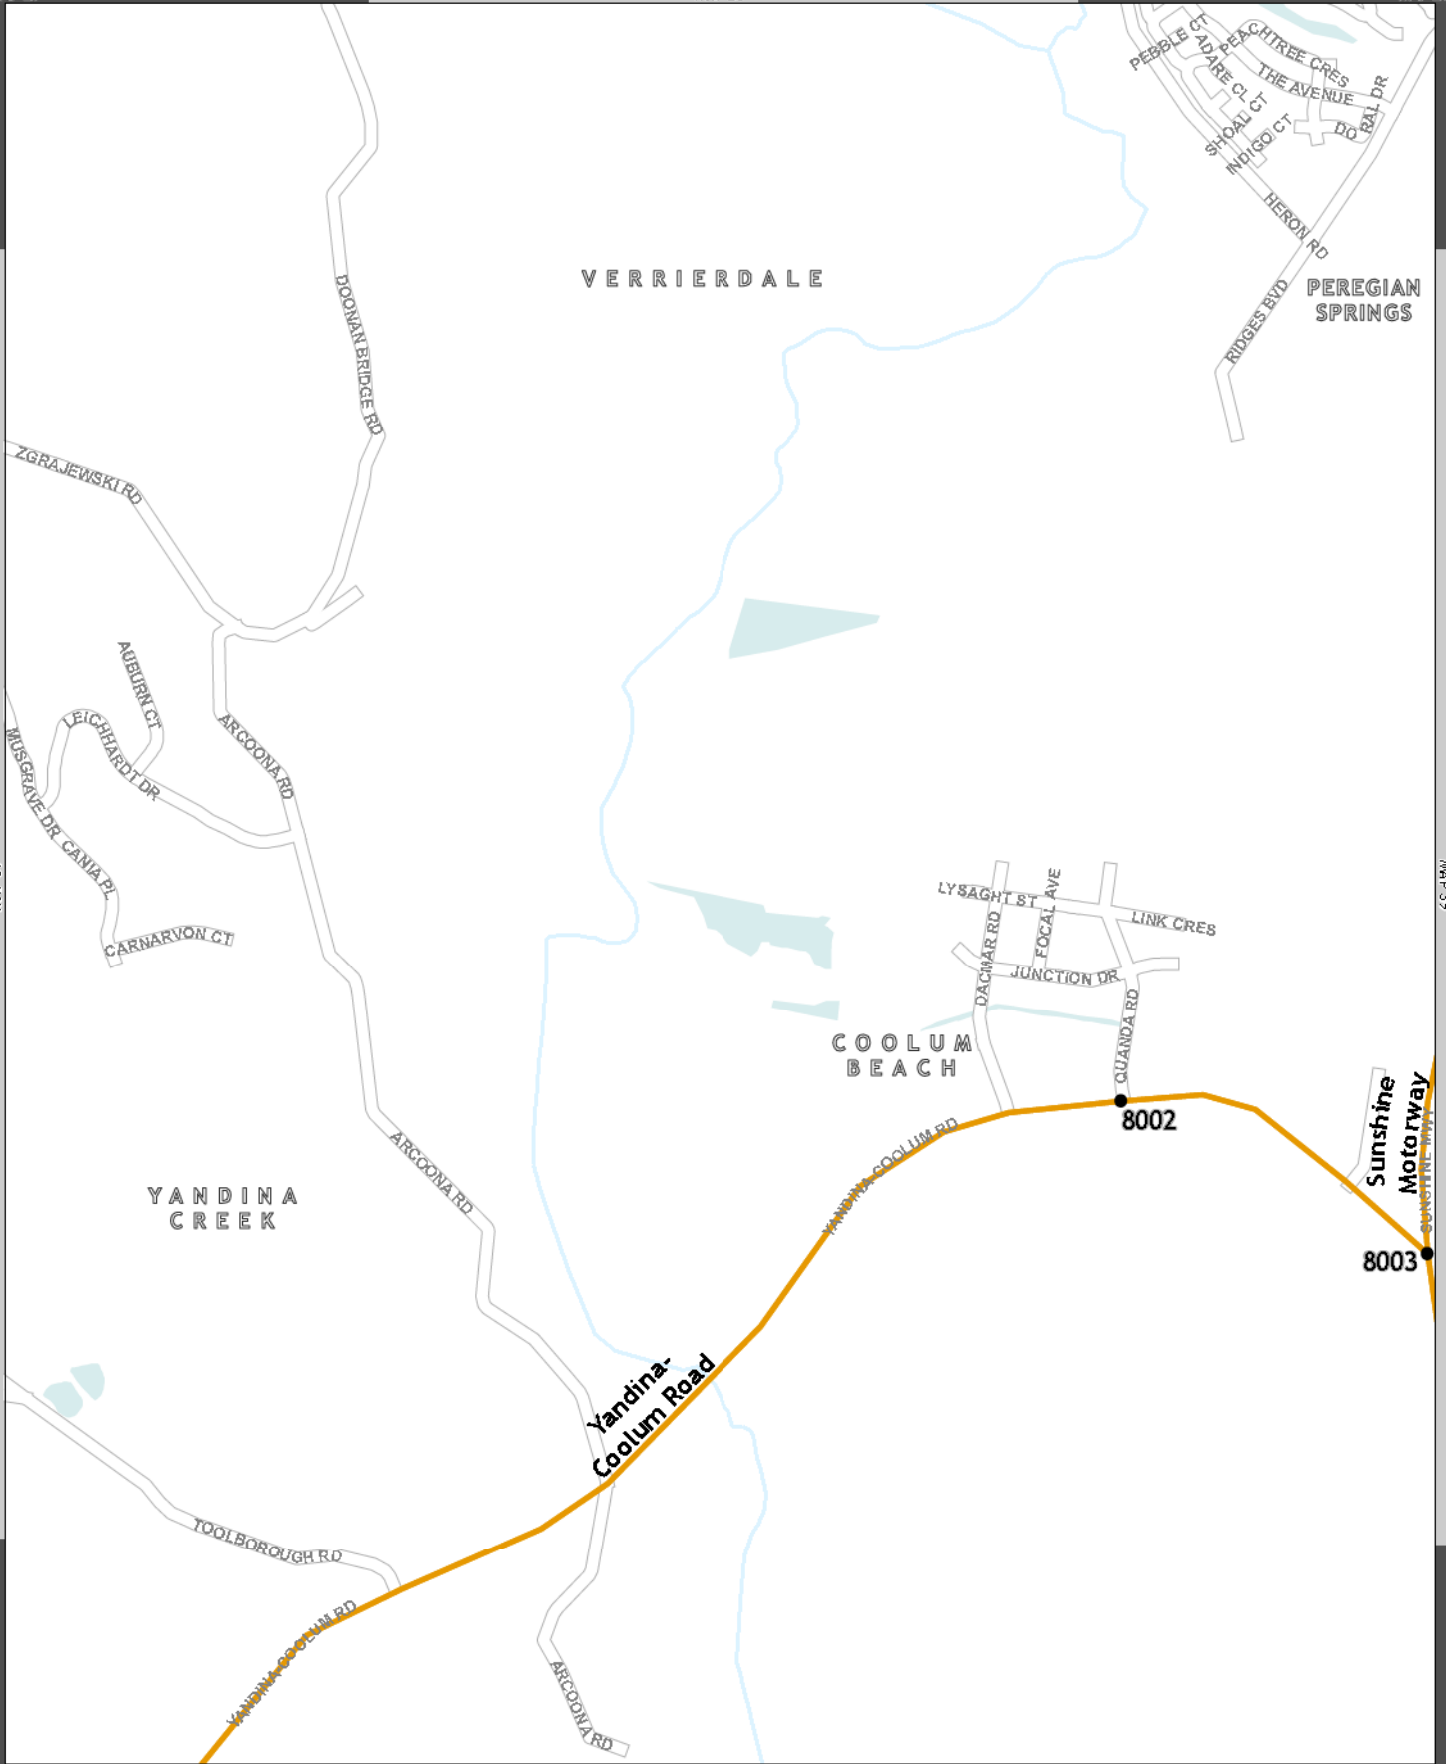 PEBBLE CT
ADARE CL
PEACHTREE CRES
THE AVENUE
SHOAL CT
INDIGO CT
DO RAL DR
HERON RD
VERRIERDALE
PEREGIAN
SPRINGS
RIDGES BVD
DOONAN BRIDGE RD
ZGRAJEWSKI RD
AUBURN CT
LEICHHARDT DR
ARCOONA RD
MUSGRAVE DR
CANIA PL
CARNARVON CT
LYSAGHT ST
FOCAL AVE
LINK CRES
DACMAR RD
JUNCTION DR
QUANDA RD
COOLUM
BEACH
8002
Sunshine
Motorway
SUNSHINE MWY
8003
YANDINA COOLUM RD
ARCOONA RD
YANDINA
CREEK
Yandina-
Coolum Road
TOOLBOROUGH RD
YANDINA COOLUM RD
ARCOONA RD